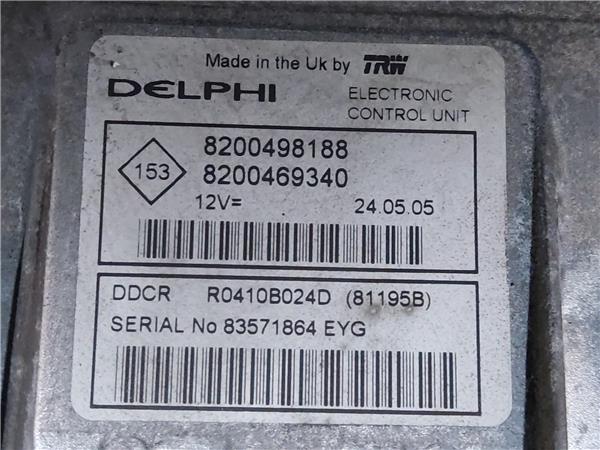 Made in the Uk by TRW
DELPHI
ELECTRONIC
CONTROL UNIT
153
8200498188
8200469340
12V=
24.05.05
DDCR R0410B024D (81195B)
SERIAL No 83571864 EYG